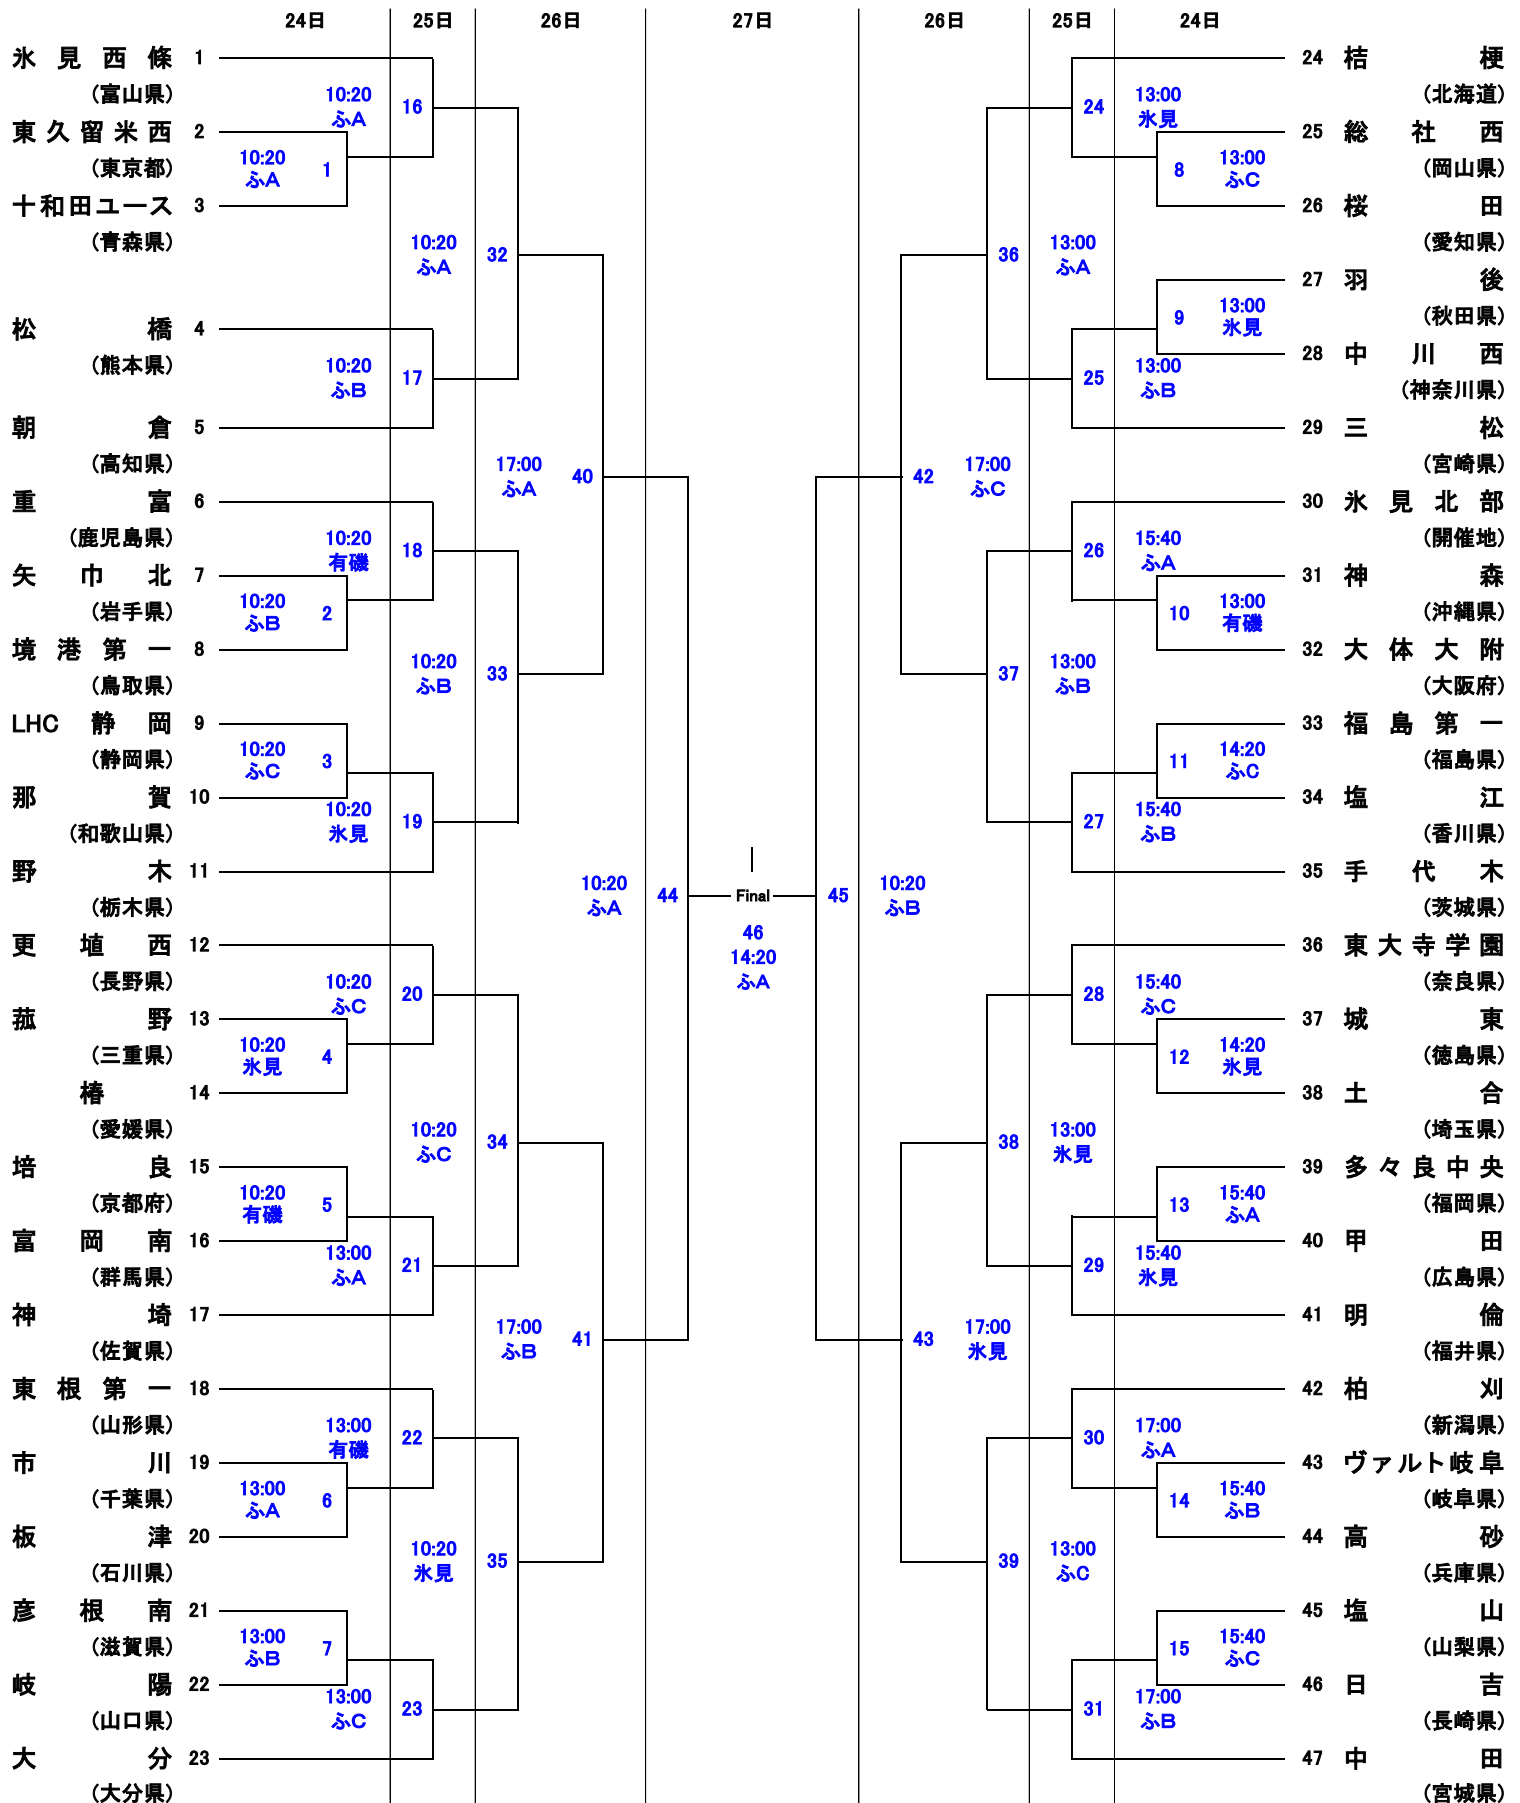 24日 25日 26日 27日 26日 25日 24日
氷見西條 1
（富山県）
10:20
ふA
16
東久留米西 2
（東京都）
10:20
ふA
1
十和田ユース 3
（青森県）
10:20
ふA
32
松橋 4
（熊本県）
10:20
ふB
17
朝倉 5
（高知県）
17:00
ふA
40
重富 6
（鹿児島県）
10:20
有磯
18
矢巾北 7
（岩手県）
10:20
ふB
2
境港第一 8
（鳥取県）
10:20
ふB
33
LHC静岡 9
（静岡県）
10:20
ふC
3
那賀 10
（和歌山県）
10:20
氷見
19
野木 11
（栃木県）
10:20
ふA
44
更埴西 12
（長野県）
10:20
ふC
20
菰野 13
（三重県）
10:20
氷見
4
椿 14
（愛媛県）
10:20
ふC
34
培良 15
（京都府）
10:20
有磯
5
富岡南 16
（群馬県）
13:00
ふA
21
神埼 17
（佐賀県）
17:00
ふB
41
東根第一 18
（山形県）
13:00
有磯
22
市川 19
（千葉県）
13:00
ふA
6
板津 20
（石川県）
10:20
氷見
35
彦根南 21
（滋賀県）
13:00
ふB
7
岐陽 22
（山口県）
13:00
ふC
23
大分 23
（大分県）
Final
46
14:20
ふA
24 桔梗
（北海道）
24
13:00
氷見
25 総社西
（岡山県）
8
13:00
ふC
26 桜田
（愛知県）
36
13:00
ふA
27 羽後
（秋田県）
9
13:00
氷見
28 中川西
（神奈川県）
25
13:00
ふB
29 三松
（宮崎県）
42
17:00
ふC
30 氷見北部
（開催地）
26
15:40
ふA
31 神森
（沖縄県）
10
13:00
有磯
32 大体大附
（大阪府）
37
13:00
ふB
33 福島第一
（福島県）
11
14:20
ふC
34 塩江
（香川県）
27
15:40
ふB
35 手代木
（茨城県）
45
10:20
ふB
36 東大寺学園
（奈良県）
28
15:40
ふC
37 城東
（徳島県）
12
14:20
氷見
38 土合
（埼玉県）
38
13:00
氷見
39 多々良中央
（福岡県）
13
15:40
ふA
40 甲田
（広島県）
29
15:40
氷見
41 明倫
（福井県）
43
17:00
氷見
42 柏刈
（新潟県）
30
17:00
ふA
43 ヴァルト岐阜
（岐阜県）
14
15:40
ふB
44 高砂
（兵庫県）
39
13:00
ふC
45 塩山
（山梨県）
15
15:40
ふC
46 日吉
（長崎県）
31
17:00
ふB
47 中田
（宮城県）